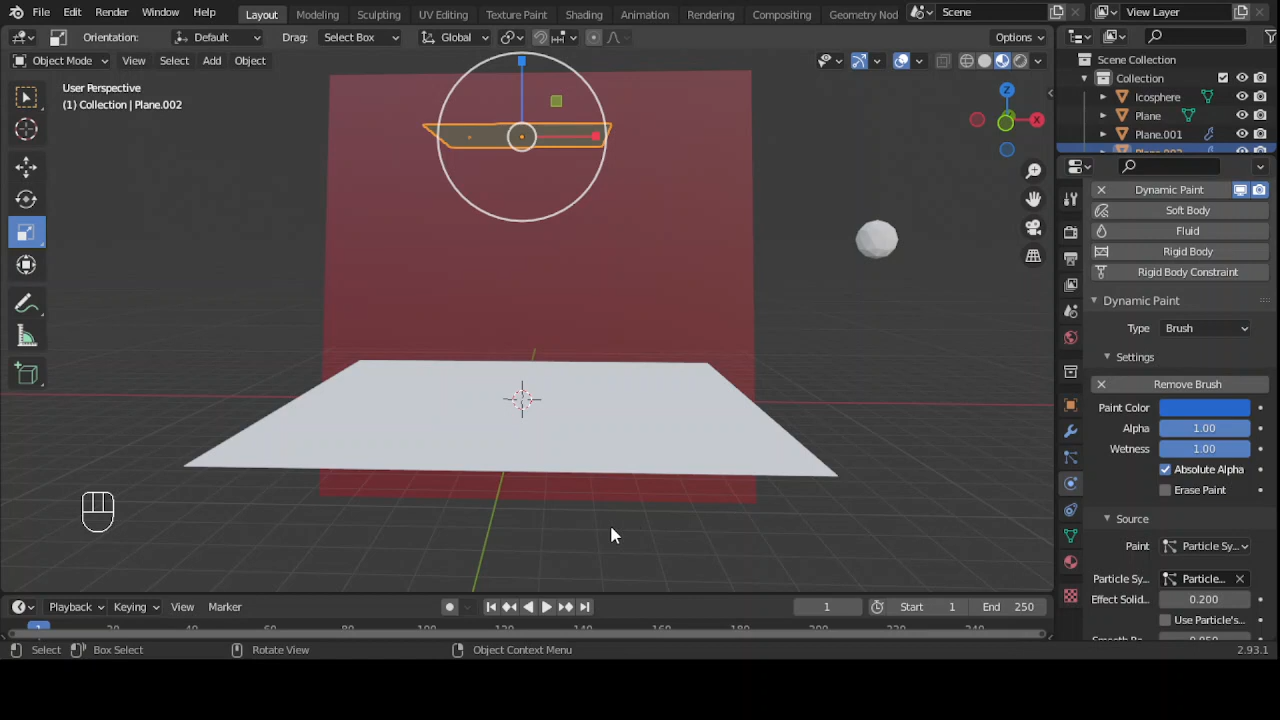 File Edit Render Window Help Layout Modeling Sculpting UV Editing Texture Paint Shading Animation Rendering Compositing Geometry Nod Scene View Layer
Orientation: Default Drag: Select Box Global Options
Object Mode View Select Add Object
User Perspective
(1) Collection | Plane.002
Scene Collection
Collection
Icosphere
Plane
Plane.001
Z
X
Dynamic Paint
Soft Body
Fluid
Rigid Body
Rigid Body Constraint
Dynamic Paint
Type Brush
Settings
Remove Brush
Paint Color
Alpha 1.00
Wetness 1.00
Absolute Alpha
Erase Paint
Source
Paint Particle Sy..
Particle Sy... Particle...
Effect Solid.. 0.200
Use Particle's...
Playback Keying View Marker 1 Start 1 End 250
1
Select Box Select Rotate View Object Context Menu 2.93.1